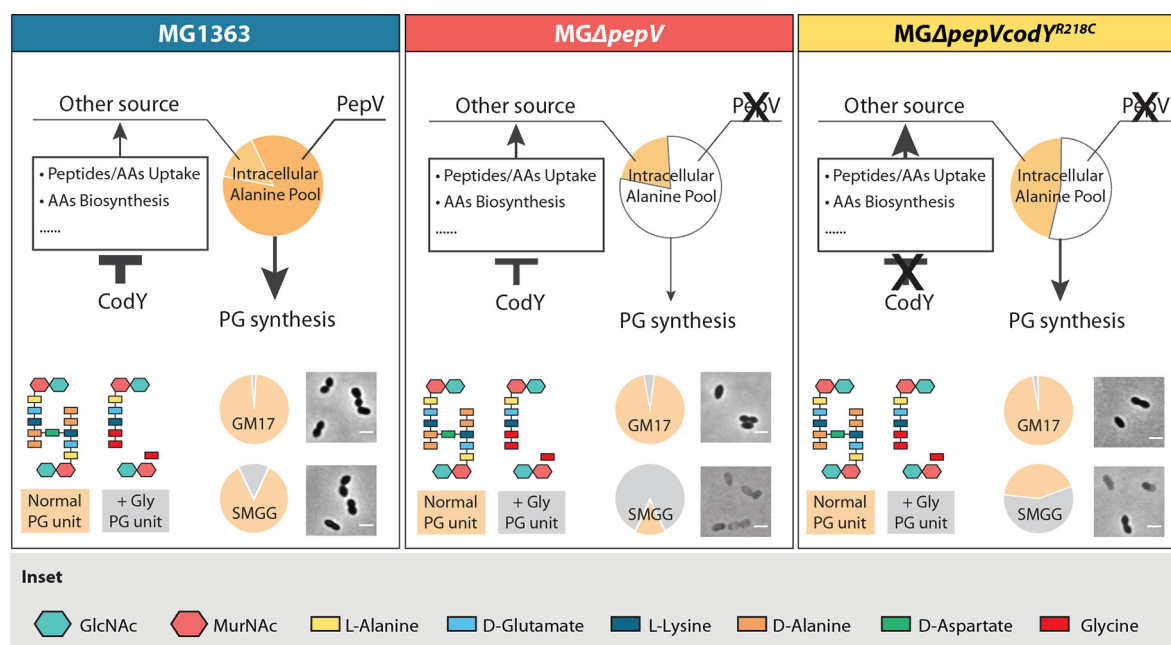 MG1363
Other source
PepV
• Peptides/AAs Uptake
• AAs Biosynthesis
......
Intracellular
Alanine Pool
CodY
PG synthesis
GM17
SMGG
Normal
PG unit
+ Gly
PG unit
MGΔpepV
Other source
PepV
• Peptides/AAs Uptake
• AAs Biosynthesis
......
Intracellular
Alanine Pool
CodY
PG synthesis
GM17
SMGG
Normal
PG unit
+ Gly
PG unit
MGΔpepVcodY^R218C
Other source
PepV
• Peptides/AAs Uptake
• AAs Biosynthesis
......
Intracellular
Alanine Pool
CodY
PG synthesis
GM17
SMGG
Normal
PG unit
+ Gly
PG unit
Inset
GlcNAc MurNAc L-Alanine D-Glutamate L-Lysine D-Alanine D-Aspartate Glycine